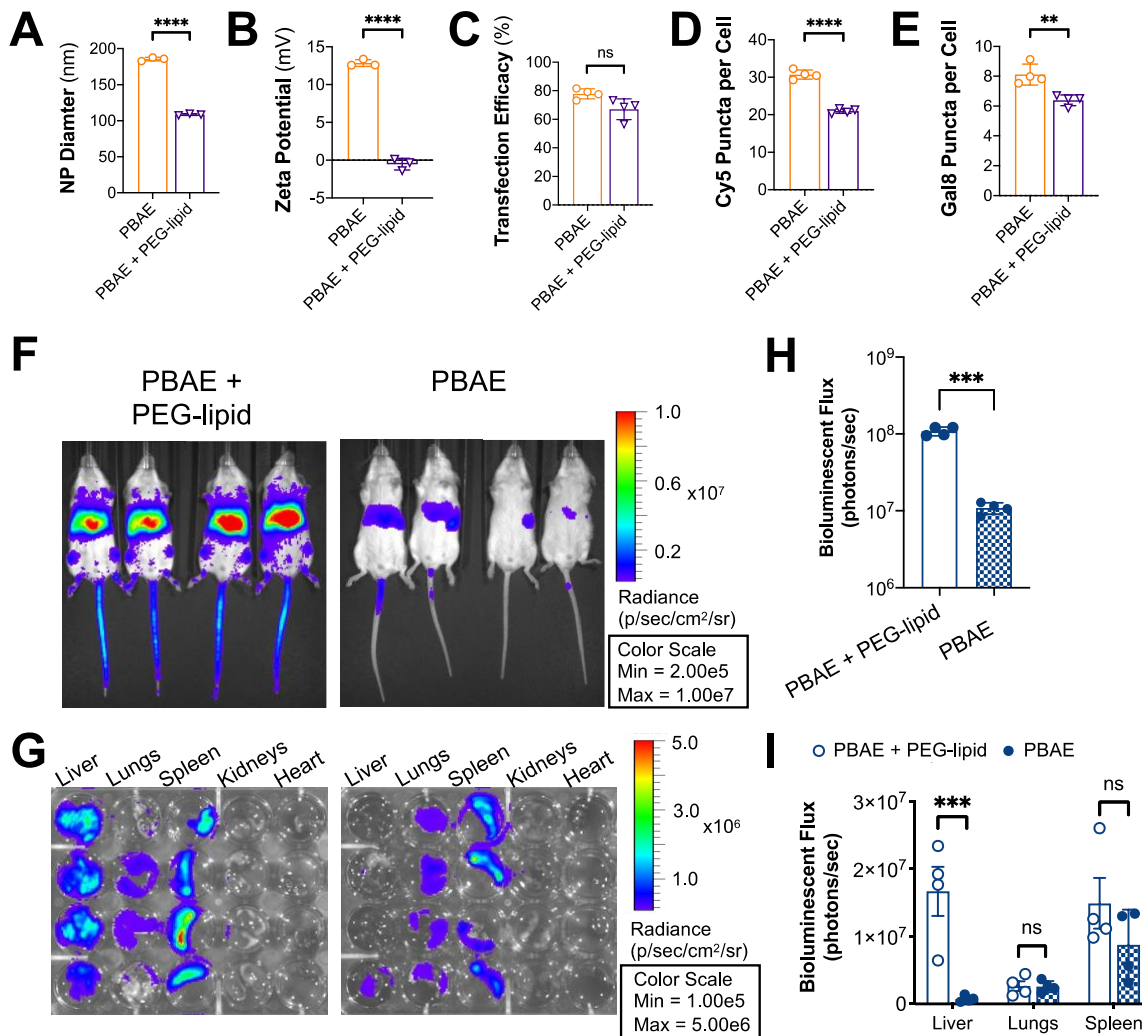 A
NP Diamter (nm)
200
150
100
50
0
****
PBAE
PBAE + PEG-lipid
B
Zeta Potential (mV)
15
10
5
0
-5
****
PBAE
PBAE + PEG-lipid
C
Transfection Efficacy (%)
100
80
60
40
20
0
ns
PBAE
PBAE + PEG-lipid
D
Cy5 Puncta per Cell
40
30
20
10
0
****
PBAE
PBAE + PEG-lipid
E
Gal8 Puncta per Cell
10
8
6
4
2
0
**
PBAE
PBAE + PEG-lipid
F
PBAE +
PEG-lipid
PBAE
1.0
0.6
x10⁷
0.2
Radiance
(p/sec/cm²/sr)
Color Scale
Min = 2.00e5
Max = 1.00e7
G
Liver
Lungs
Spleen
Kidneys
Heart
Liver
Lungs
Spleen
Kidneys
Heart
5.0
3.0
x10⁶
1.0
Radiance
(p/sec/cm²/sr)
Color Scale
Min = 1.00e5
Max = 5.00e6
H
Bioluminescent Flux
(photons/sec)
10⁹
10⁸
10⁷
10⁶
***
PBAE + PEG-lipid
PBAE
I
PBAE + PEG-lipid
PBAE
Bioluminescent Flux
(photons/sec)
3×10⁷
2×10⁷
1×10⁷
0
***
ns
ns
Liver
Lungs
Spleen